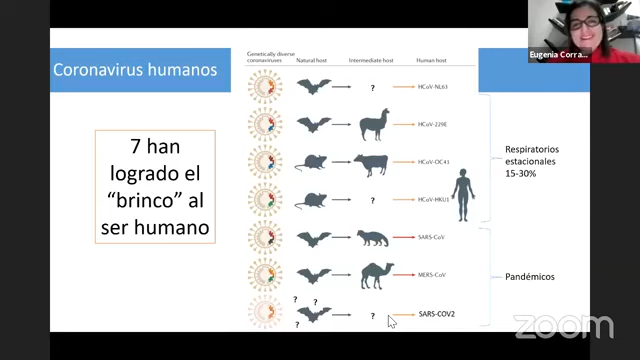 Coronavirus humanos
7 han
logrado el
“brinco” al
ser humano
Genetically diverse
coronaviruses
Natural host
Intermediate host
Human host
?
HCoV-NL63
HCoV-229E
HCoV-OC43
?
HCoV-HKU1
SARS-CoV
MERS-CoV
? ?
?
?
SARS-COV2
Respiratorios
estacionales
15-30%
Pandémicos
Eugenia Corra...
zoom